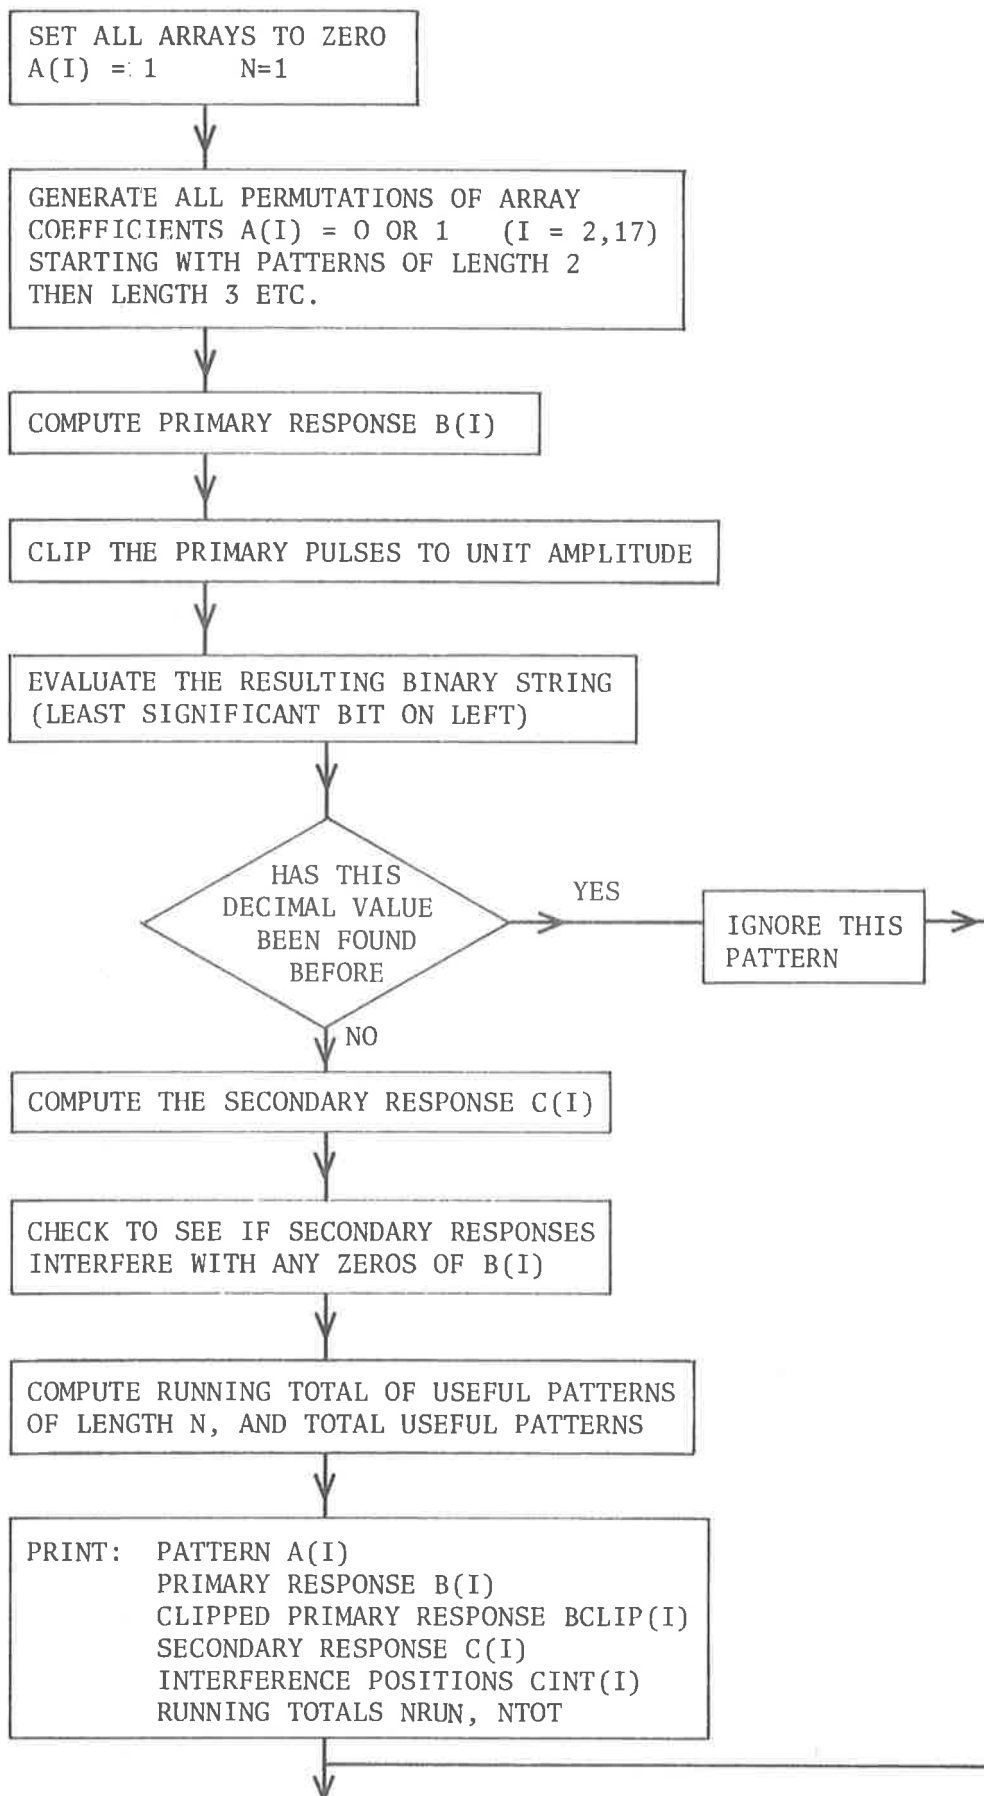 SET ALL ARRAYS TO ZERO
A(I) = 1 N=1
GENERATE ALL PERMUTATIONS OF ARRAY
COEFFICIENTS A(I) = 0 OR 1 (I = 2,17)
STARTING WITH PATTERNS OF LENGTH 2
THEN LENGTH 3 ETC.
COMPUTE PRIMARY RESPONSE B(I)
CLIP THE PRIMARY PULSES TO UNIT AMPLITUDE
EVALUATE THE RESULTING BINARY STRING
(LEAST SIGNIFICANT BIT ON LEFT)
HAS THIS
DECIMAL VALUE
BEEN FOUND
BEFORE
YES
IGNORE THIS
PATTERN
NO
COMPUTE THE SECONDARY RESPONSE C(I)
CHECK TO SEE IF SECONDARY RESPONSES
INTERFERE WITH ANY ZEROS OF B(I)
COMPUTE RUNNING TOTAL OF USEFUL PATTERNS
OF LENGTH N, AND TOTAL USEFUL PATTERNS
PRINT: PATTERN A(I)
PRIMARY RESPONSE B(I)
CLIPPED PRIMARY RESPONSE BCLIP(I)
SECONDARY RESPONSE C(I)
INTERFERENCE POSITIONS CINT(I)
RUNNING TOTALS NRUN, NTOT